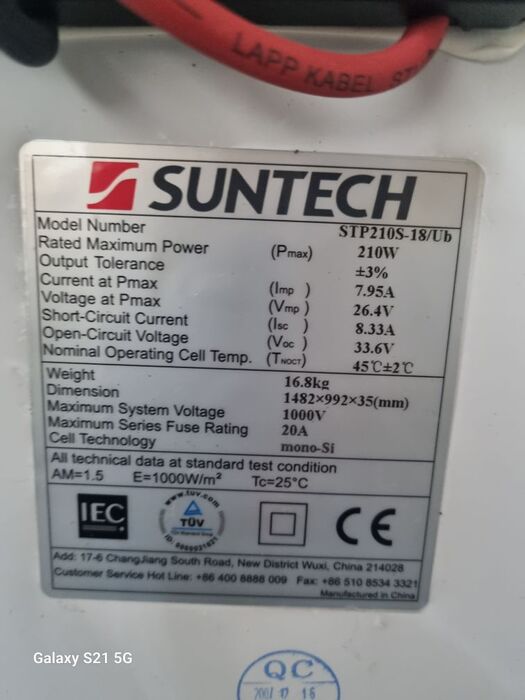 LAPP KABEL
SUNTECH
Model Number STP210S-18/Ub
Rated Maximum Power (Pmax) 210W
Output Tolerance ±3%
Current at Pmax (Imp) 7.95A
Voltage at Pmax (Vmp) 26.4V
Short-Circuit Current (Isc) 8.33A
Open-Circuit Voltage (Voc) 33.6V
Nominal Operating Cell Temp. (TNOCT) 45℃±2℃
Weight 16.8kg
Dimension 1482×992×35(mm)
Maximum System Voltage 1000V
Maximum Series Fuse Rating 20A
Cell Technology mono-Si
All technical data at standard test condition
AM=1.5 E=1000W/m² Tc=25°C
IEC
www.tuv.com
TÜV
CE
Add: 17-6 ChangJiang South Road, New District Wuxi, China 214028
Customer Service Hot Line: +86 400 8888 009 Fax: +86 510 8534 3321
Manufactured in China
QC
Galaxy S21 5G